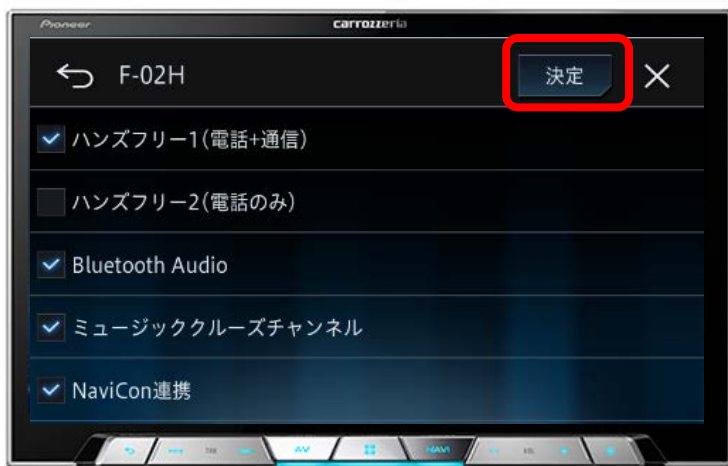 Pioneer
carrozzeria
F-02H
決定
ハンズフリー1(電話+通信)
ハンズフリー2(電話のみ)
Bluetooth Audio
ミュージッククルーズチャンネル
NaviCon連携
TRK
AV
NAVI
VOL